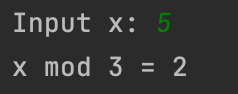 Input x: 5
x mod 3 = 2